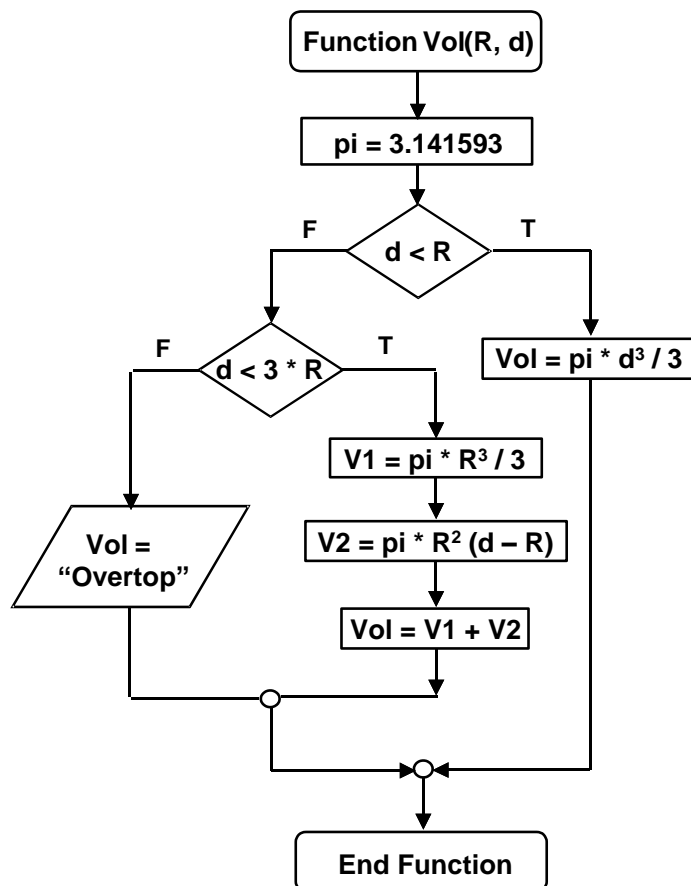 Function Vol(R, d)
pi = 3.141593
F
T
d < R
F
T
d < 3 * R
Vol = pi * d³ / 3
V1 = pi * R³ / 3
Vol =
“Overtop”
V2 = pi * R² (d – R)
Vol = V1 + V2
End Function